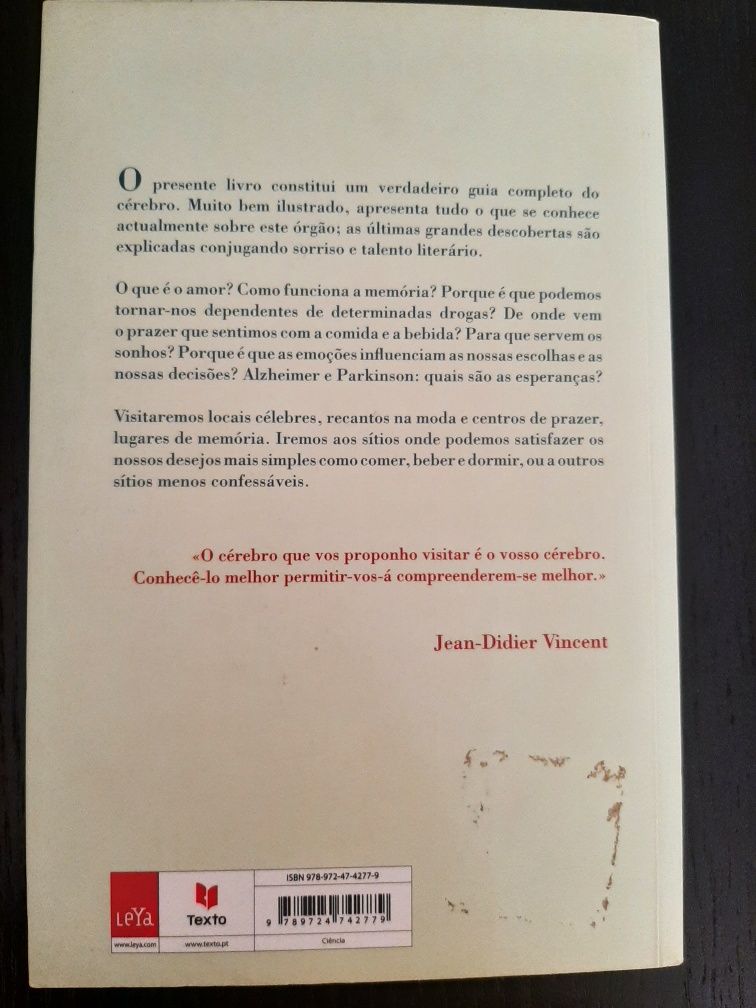 O presente livro constitui um verdadeiro guia completo do
cérebro. Muito bem ilustrado, apresenta tudo o que se conhece
actualmente sobre este órgão; as últimas grandes descobertas são
explicadas conjugando sorriso e talento literário.
O que é o amor? Como funciona a memória? Porque é que podemos
tornar-nos dependentes de determinadas drogas? De onde vem
o prazer que sentimos com a comida e a bebida? Para que servem os
sonhos? Porque é que as emoções influenciam as nossas escolhas e as
nossas decisões? Alzheimer e Parkinson: quais são as esperanças?
Visitaremos locais célebres, recantos na moda e centros de prazer,
lugares de memória. Iremos aos sítios onde podemos satisfazer os
nossos desejos mais simples como comer, beber e dormir, ou a outros
sítios menos confessáveis.
«O cérebro que vos proponho visitar é o vosso cérebro.
Conhecê-lo melhor permitir-vos-á compreenderem-se melhor.»
Jean-Didier Vincent
LeYa
www.leya.com
Texto
www.texto.pt
ISBN 978-972-47-4277-9
9 789724 742779
Ciência